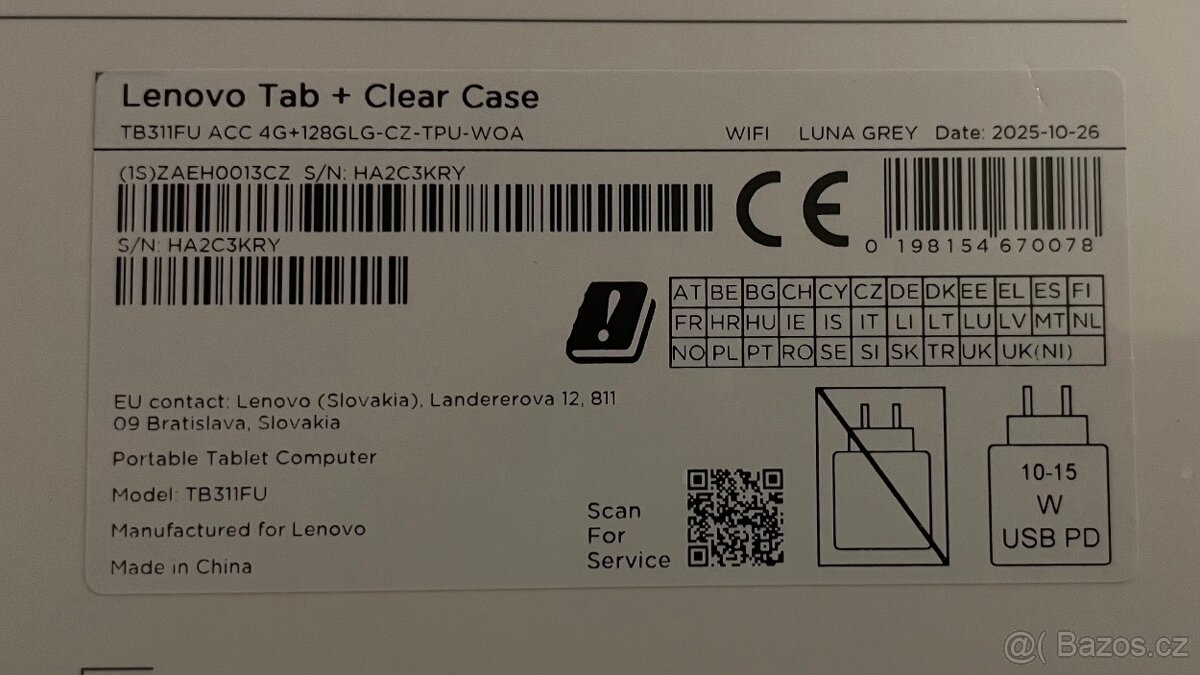 Lenovo Tab + Clear Case
TB311FU ACC 4G+128GLG-CZ-TPU-WOA WIFI LUNA GREY Date: 2025-10-26
(1S)ZAEH0013CZ S/N: HA2C3KRY
S/N: HA2C3KRY
CE
0 198154 670078
AT BE BG CH CY CZ DE DK EE EL ES FI
FR HR HU IE IS IT LI LT LU LV MT NL
NO PL PT RO SE SI SK TR UK UK(NI)
EU contact: Lenovo (Slovakia), Landererova 12, 811
09 Bratislava, Slovakia
Portable Tablet Computer
Model: TB311FU
Manufactured for Lenovo
Made in China
Scan
For
Service
10-15
W
USB PD
@( Bazos.cz